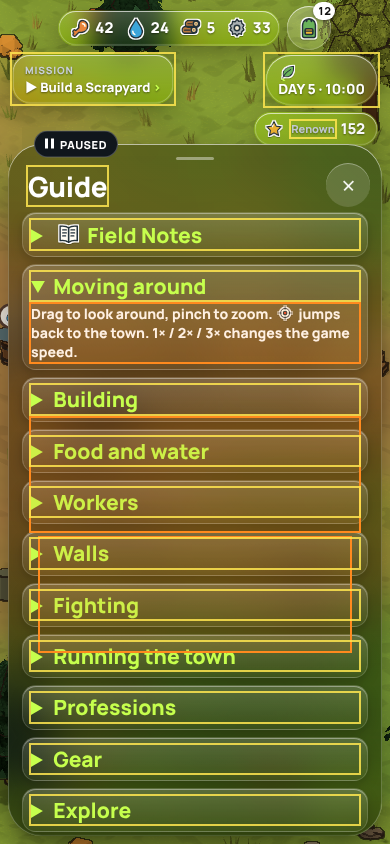 42 24 5 33 12
MISSION
▶ Build a Scrapyard ›
DAY 5 · 10:00
Renown 152
PAUSED
Guide
Field Notes
Moving around
Drag to look around, pinch to zoom. jumps
back to the town. 1× / 2× / 3× changes the game
speed.
Building
Food and water
Workers
Walls
Fighting
Running the town
Professions
Gear
Explore